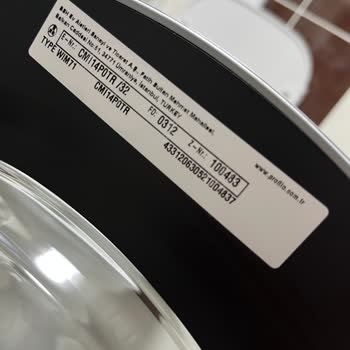 BSH Ev Aletleri Sanayi ve Ticaret A.Ş., Fatih Sultan Mehmet Mahallesi,
Balkan Caddesi No:51, 34771 Ümraniye, İstanbul, TURKEY
E-Nr.: CMI14P0TR /32 FD: 0312 Z-Nr.: 100483
TYPE WIM71 CMI14P0TR 433120630521004837
www.profilo.com.tr